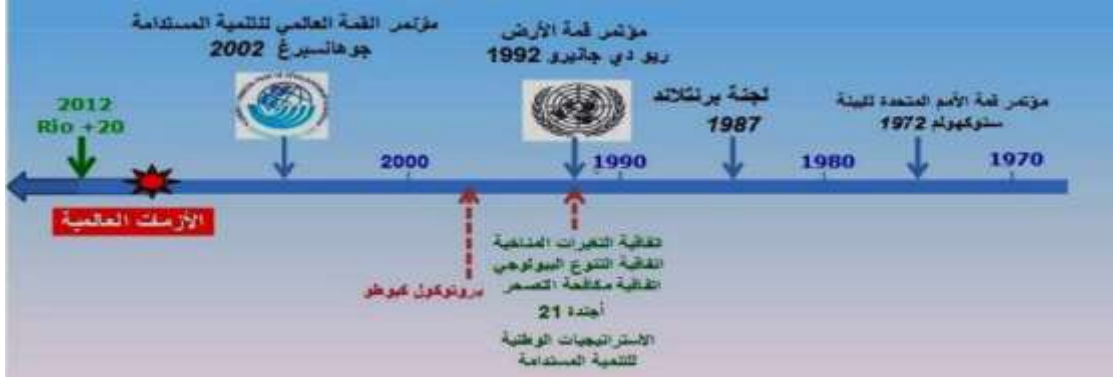 مؤتمر قمة الأمم المتحدة للبيئة
ستوكهولم 1972
لجنة برنتلاند
1987
مؤتمر قمة الأرض
ريو دي جانيرو 1992
مؤتمر القمة العالمي للتنمية المستدامة
جوهانسبرغ 2002
2012
Rio +20
1970
1980
1990
2000
الأزمات العالمية
اتفاقية التغيرات المناخية
اتفاقية التنوع البيولوجي
اتفاقية مكافحة التصحر
أجندة 21
الاستراتيجيات الوطنية
للتنمية المستدامة
بروتوكول كيوطو